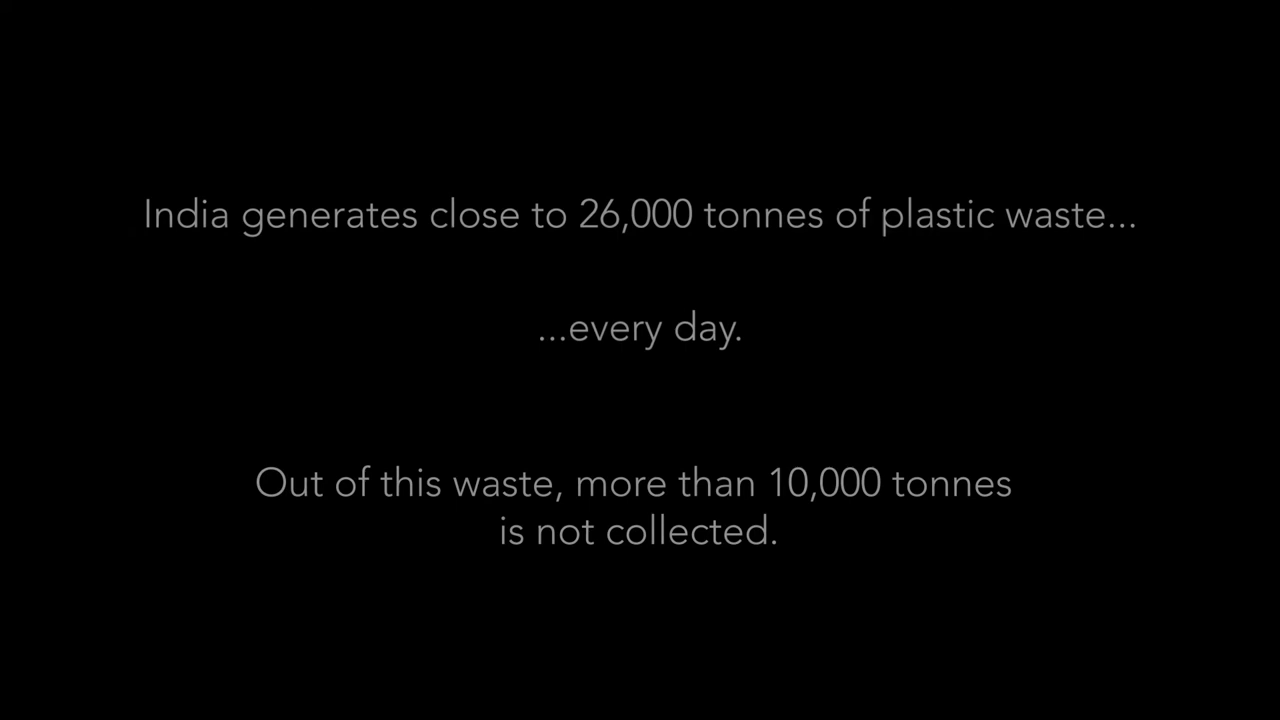 India generates close to 26,000 tonnes of plastic waste...
...every day.
Out of this waste, more than 10,000 tonnes
is not collected.